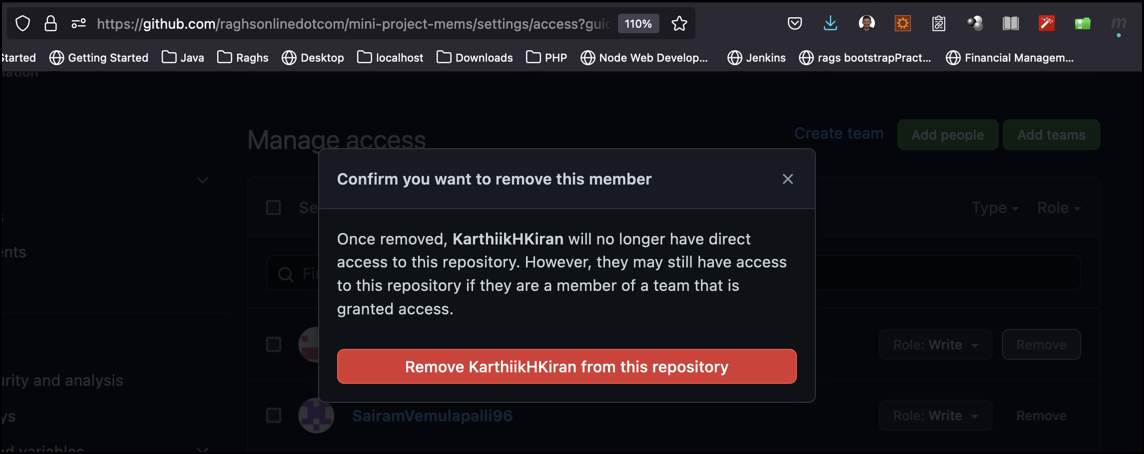 https://github.com/raghsonlinedotcom/mini-project-mems/settings/access?gui
110%
Started
Getting Started
Java
Raghs
Desktop
localhost
Downloads
PHP
Node Web Develop...
Jenkins
rags bootstrapPract...
Financial Managem...
Manage access
Create team
Add people
Add teams
Confirm you want to remove this member
Se
Type
Role
Once removed, KarthiikHKiran will no longer have direct
access to this repository. However, they may still have access
to this repository if they are a member of a team that is
granted access.
ents
Fi
Role: Write
Remove
Remove KarthiikHKiran from this repository
urity and analysis
ys
SairamVemulapalli96
Role: Write
Remove
d variables